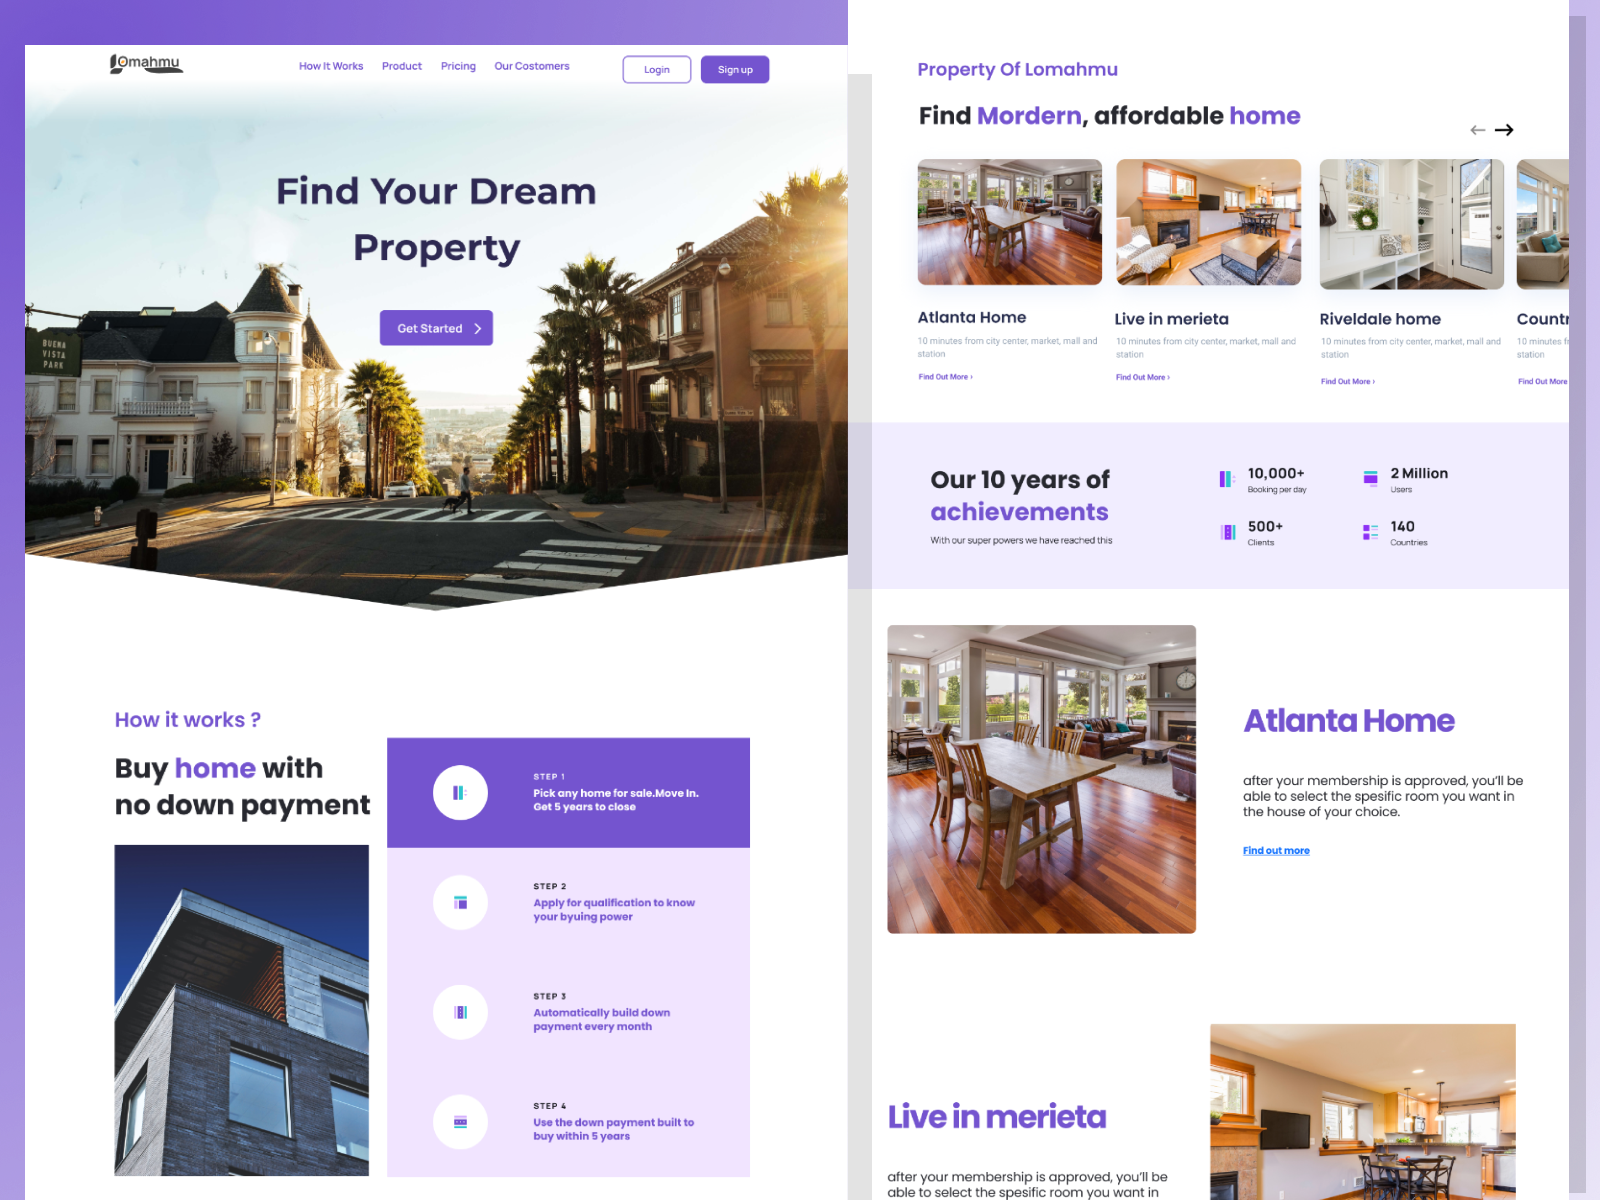 lomahmu
How It Works
Product
Pricing
Our Costomers
Login
Sign up
Find Your Dream
Property
Get Started
BUENA
VISTA
PARK
How it works ?
Buy home with
no down payment
STEP 1
Pick any home for sale.Move In.
Get 5 years to close
STEP 2
Apply for qualification to know
your byuing power
STEP 3
Automatically build down
payment every month
STEP 4
Use the down payment built to
buy within 5 years
Property Of Lomahmu
Find Mordern, affordable home
Atlanta Home
10 minutes from city center, market, mall and
station
Find Out More ›
Live in merieta
10 minutes from city center, market, mall and
station
Find Out More ›
Riveldale home
10 minutes from city center, market, mall and
station
Find Out More ›
Countr
10 minutes fr
station
Find Out More
Our 10 years of
achievements
With our super powers we have reached this
10,000+
Booking per day
2 Million
Users
500+
Clients
140
Countries
Atlanta Home
after your membership is approved, you'll be
able to select the spesific room you want in
the house of your choice.
Find out more
Live in merieta
after your membership is approved, you'll be
able to select the spesific room you want in